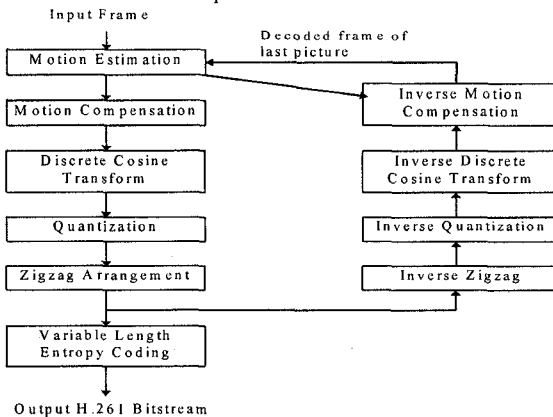 Input Frame
Decoded frame of
last picture
Motion Estimation
Motion Compensation
Discrete Cosine
Transform
Quantization
Zigzag Arrangement
Variable Length
Entropy Coding
Output H.261 Bitstream
Inverse Motion
Compensation
Inverse Discrete
Cosine Transform
Inverse Quantization
Inverse Zigzag